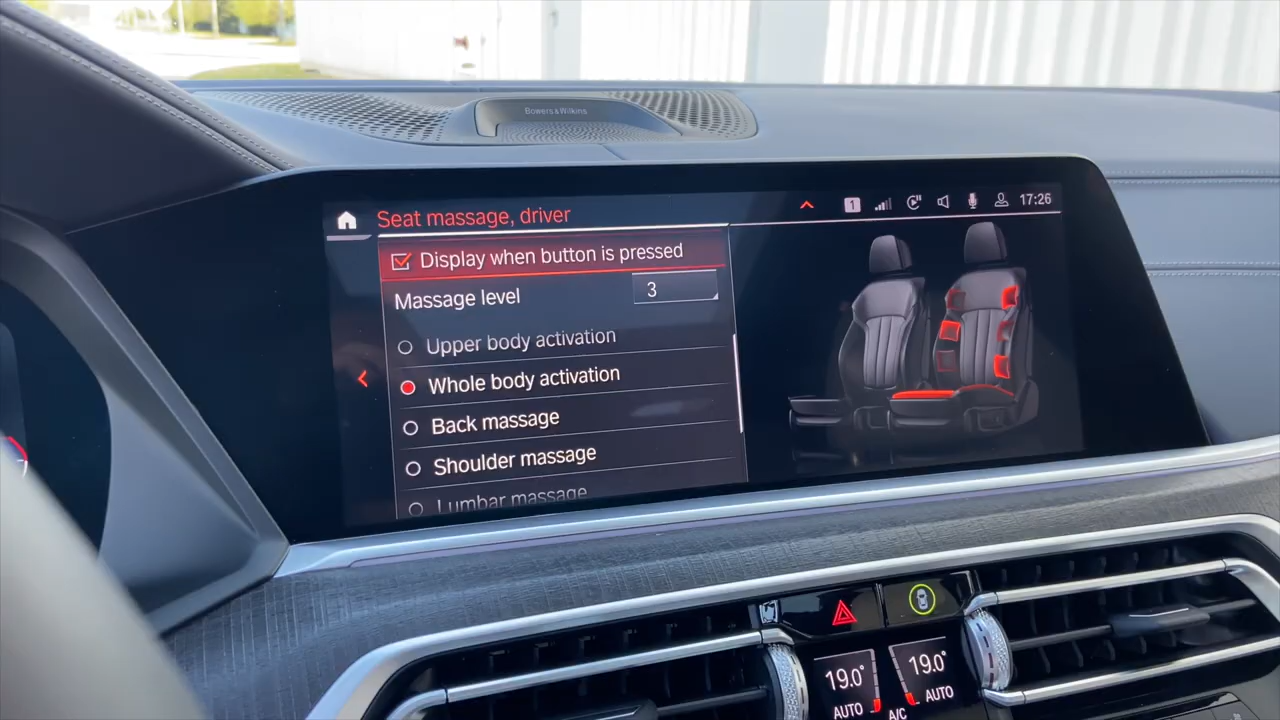 Bowers & Wilkins
Seat massage, driver
1
17:26
Display when button is pressed
Massage level
3
Upper body activation
Whole body activation
Back massage
Shoulder massage
Lumbar massage
19.0°
19.0°
AUTO
A/C
AUTO